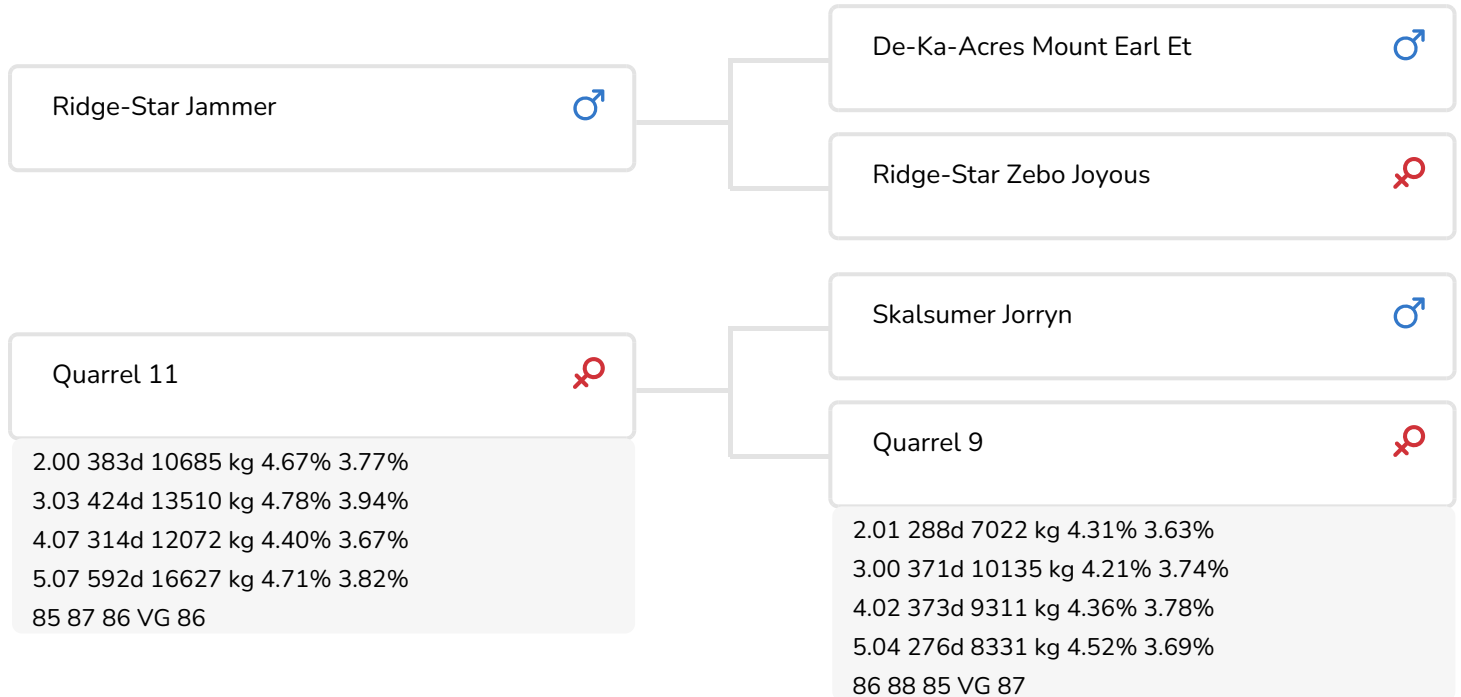 Ridge-Star Jammer
De-Ka-Acres Mount Earl Et
Ridge-Star Zebo Joyous
Quarrel 11
2.00 383d 10685 kg 4.67% 3.77%
3.03 424d 13510 kg 4.78% 3.94%
4.07 314d 12072 kg 4.40% 3.67%
5.07 592d 16627 kg 4.71% 3.82%
85 87 86 VG 86
Skalsumer Jorryn
Quarrel 9
2.01 288d 7022 kg 4.31% 3.63%
3.00 371d 10135 kg 4.21% 3.74%
4.02 373d 9311 kg 4.36% 3.78%
5.04 276d 8331 kg 4.52% 3.69%
86 88 85 VG 87